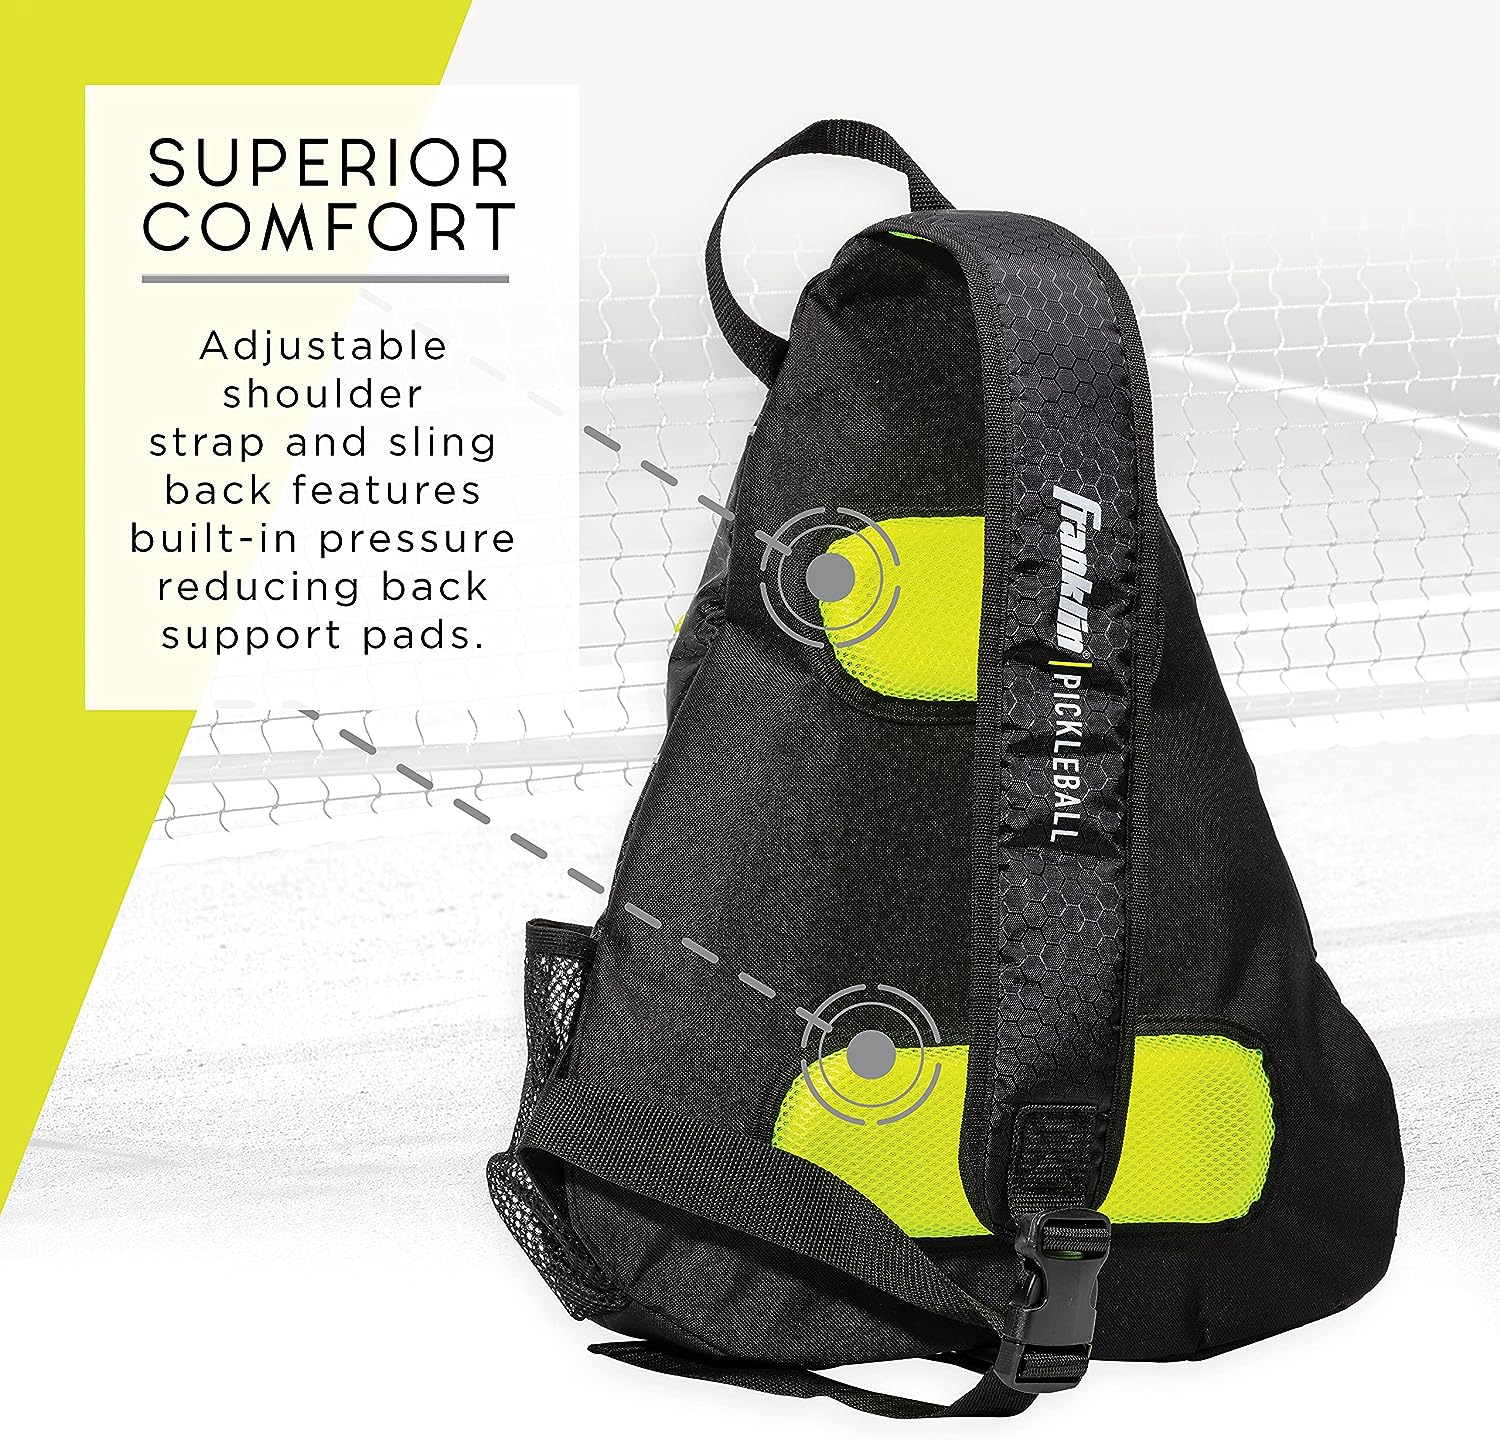 SUPERIOR
COMFORT
Adjustable
shoulder
strap and sling
back features
built-in pressure
reducing back
support pads.
Franklin® | PICKLEBALL